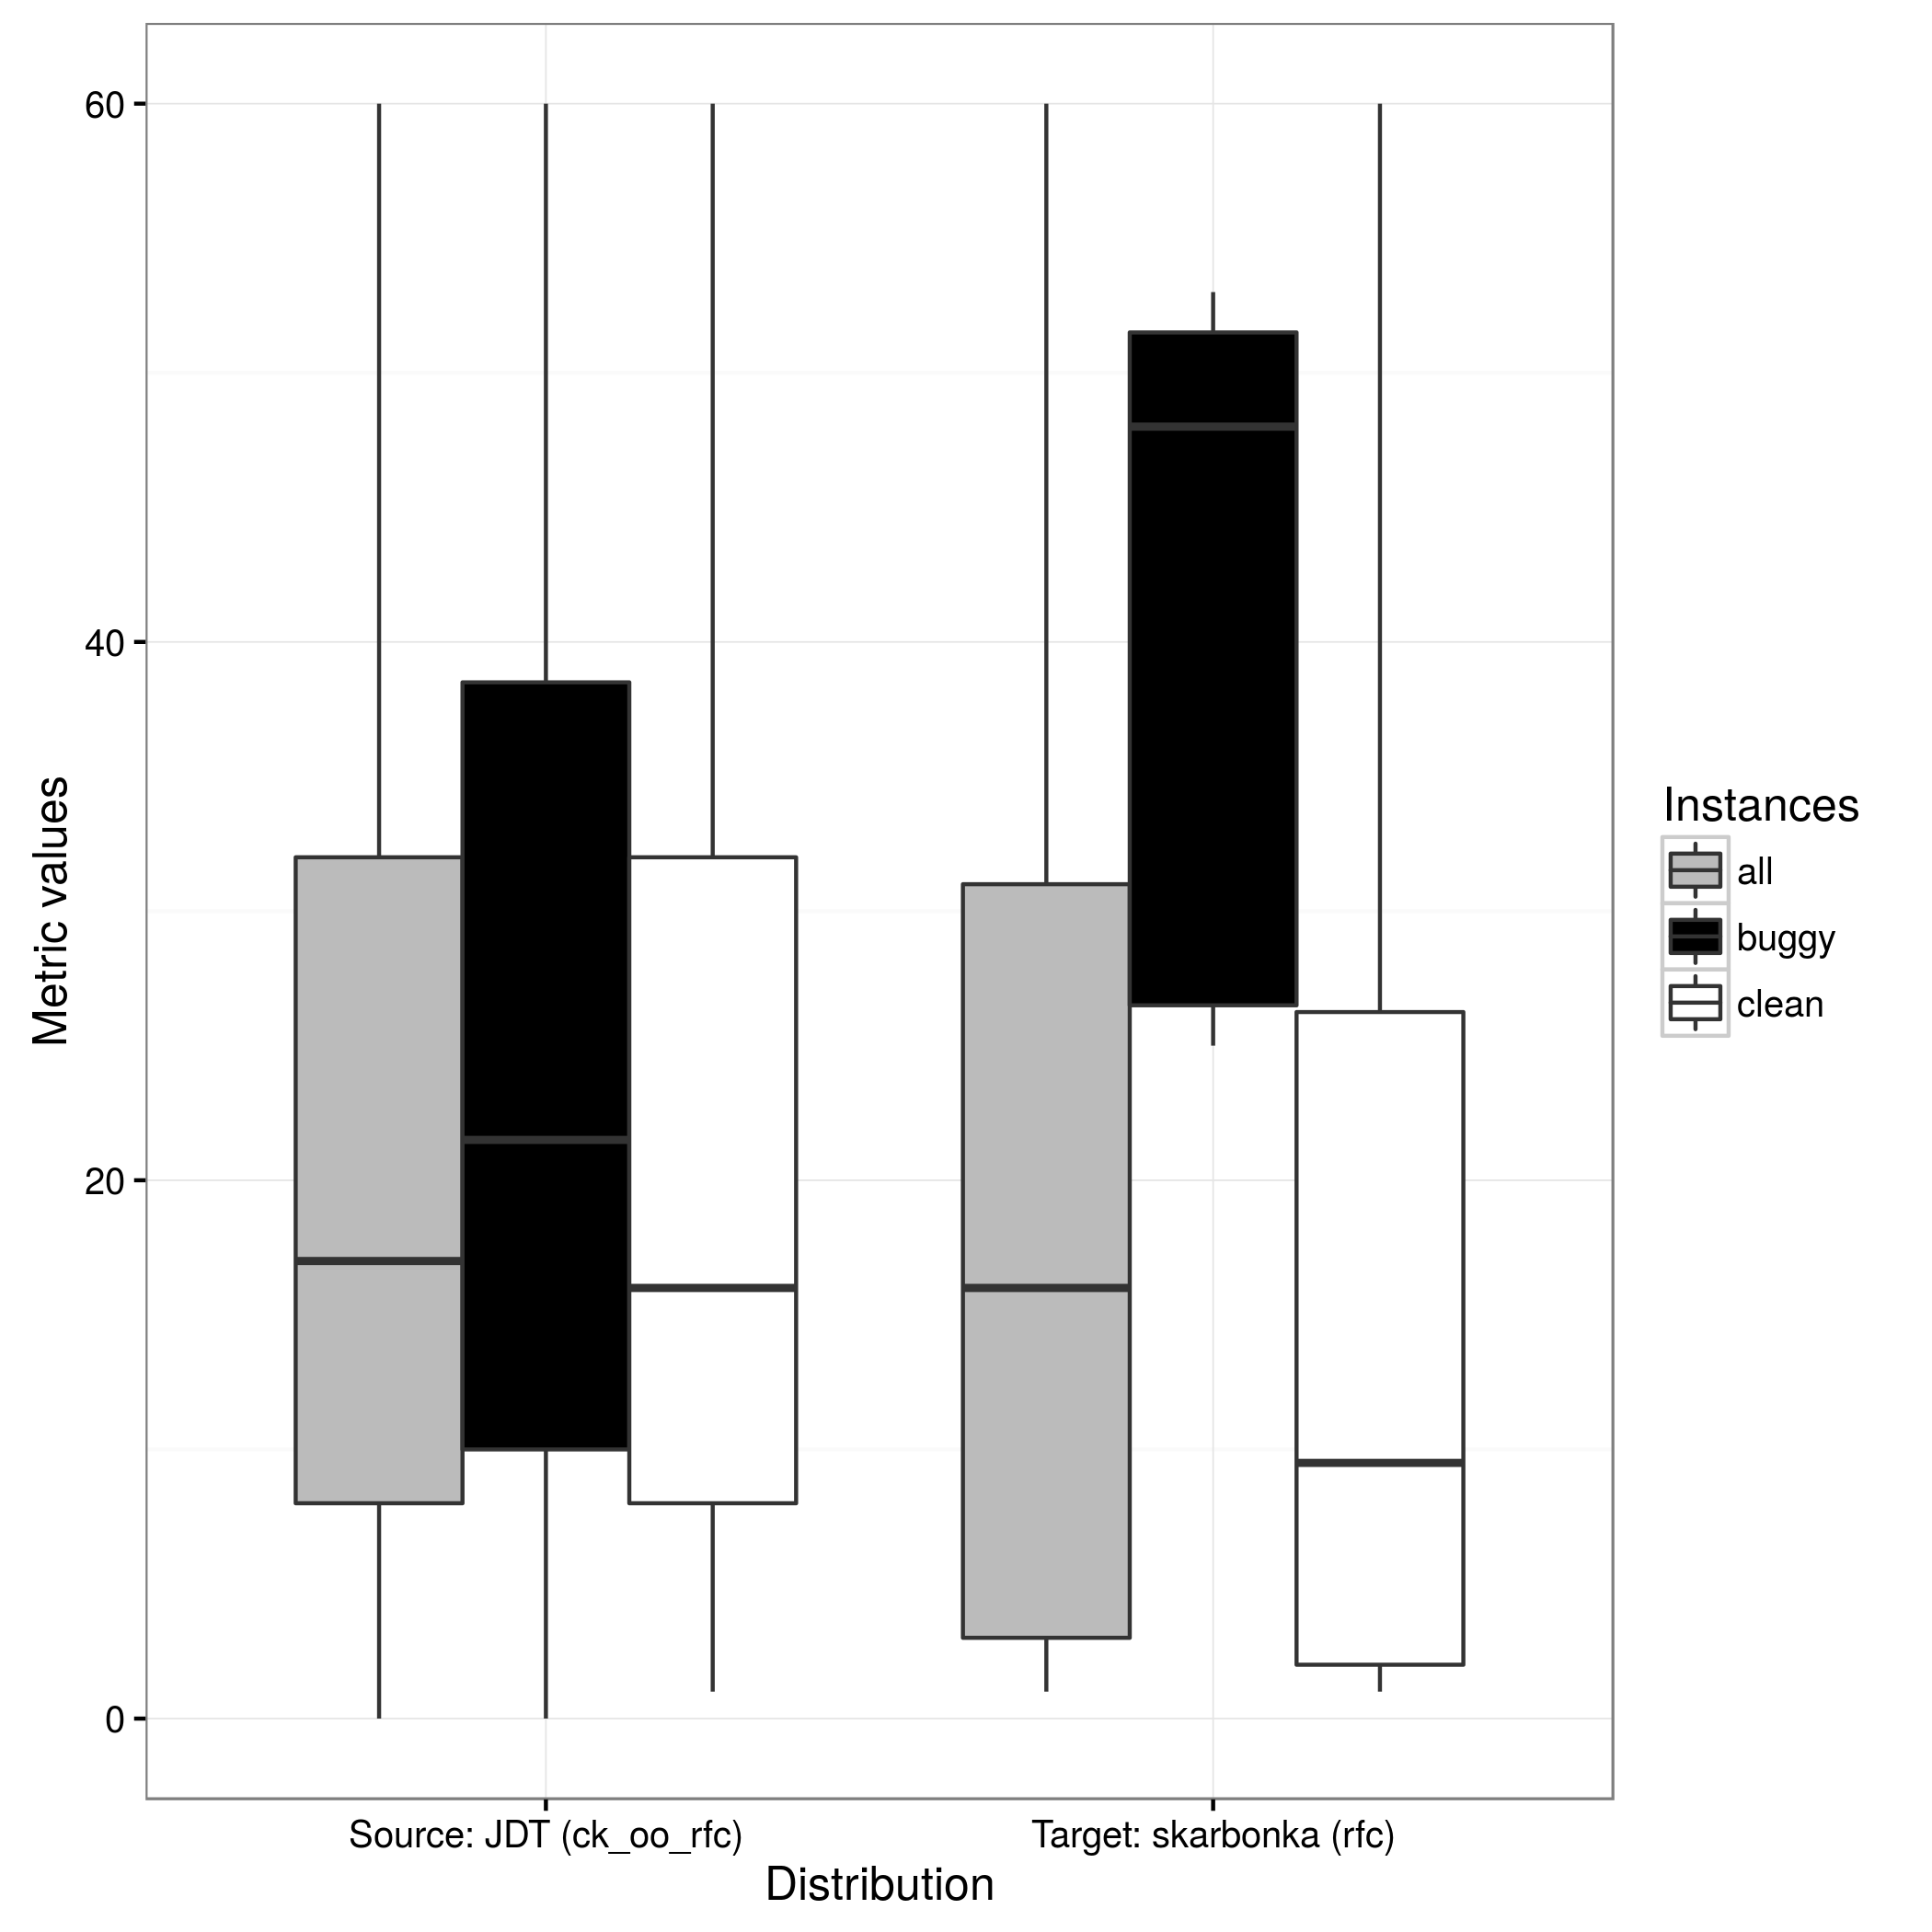 60
40
20
0
Metric values
Source: JDT (ck_oo_rfc)
Target: skarbonka (rfc)
Distribution
Instances
all
buggy
clean